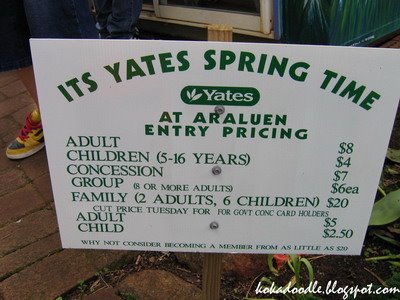 ITS YATES SPRING TIME
Yates
AT ARALUEN
ENTRY PRICING
ADULT $8
CHILDREN (5-16 YEARS) $4
CONCESSION $7
GROUP (8 OR MORE ADULTS) $6ea
FAMILY (2 ADULTS, 6 CHILDREN) $20
CUT PRICE TUESDAY FOR FOR GOVT CONC CARD HOLDERS
ADULT $5
CHILD $2.50
WHY NOT CONSIDER BECOMING A MEMBER FROM AS LITTLE AS $20
kokadoodle.blogspot.com